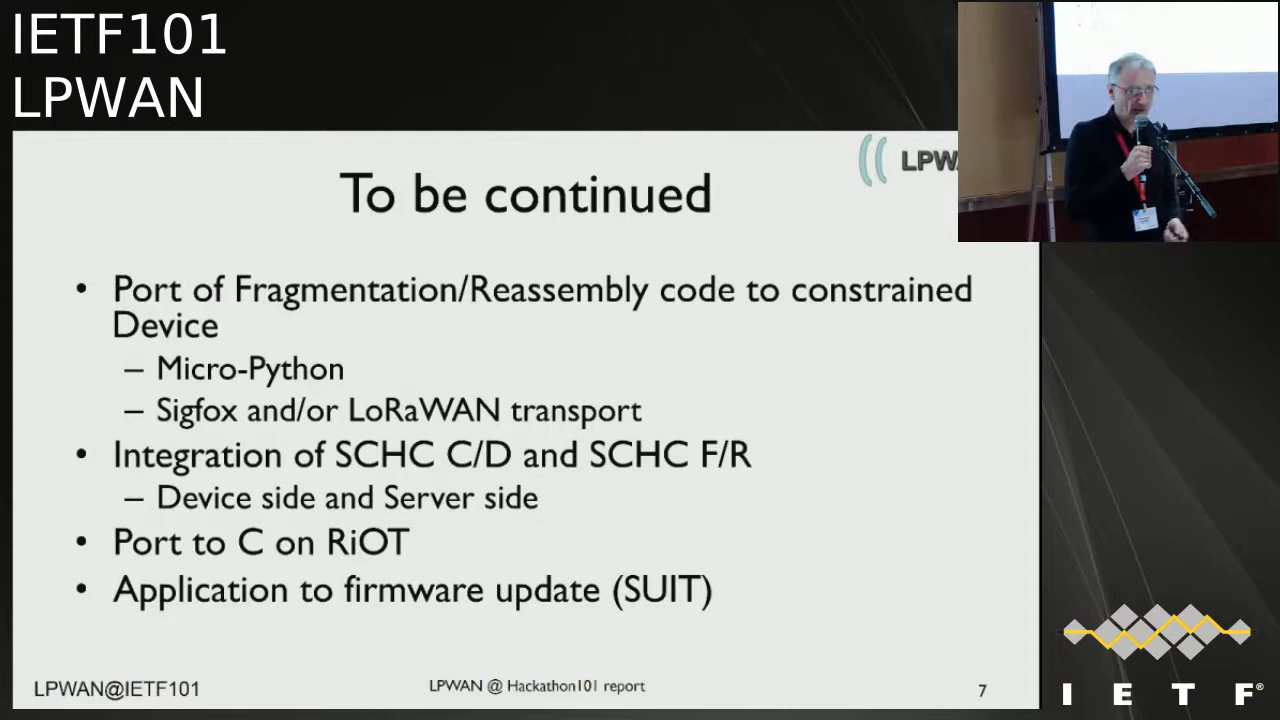 IETF101
LPWAN
To be continued
• Port of Fragmentation/Reassembly code to constrained
Device
– Micro-Python
– Sigfox and/or LoRaWAN transport
• Integration of SCHC C/D and SCHC F/R
– Device side and Server side
• Port to C on RiOT
• Application to firmware update (SUIT)
LPWAN@IETF101
LPWAN @ Hackathon101 report
7
I E T F®